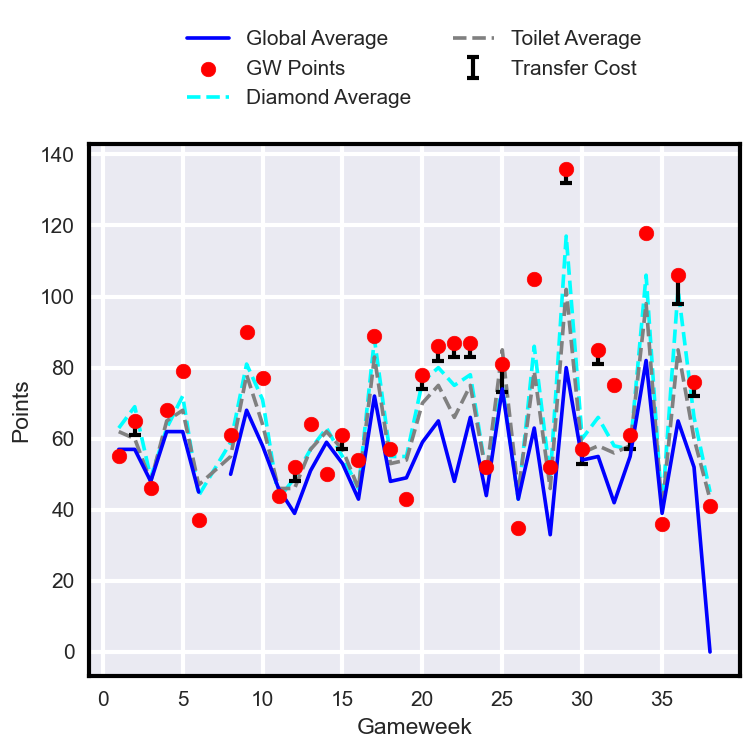 Global Average
GW Points
Diamond Average
Toilet Average
Transfer Cost
140
120
100
80
60
40
20
0
Points
0 5 10 15 20 25 30 35
Gameweek